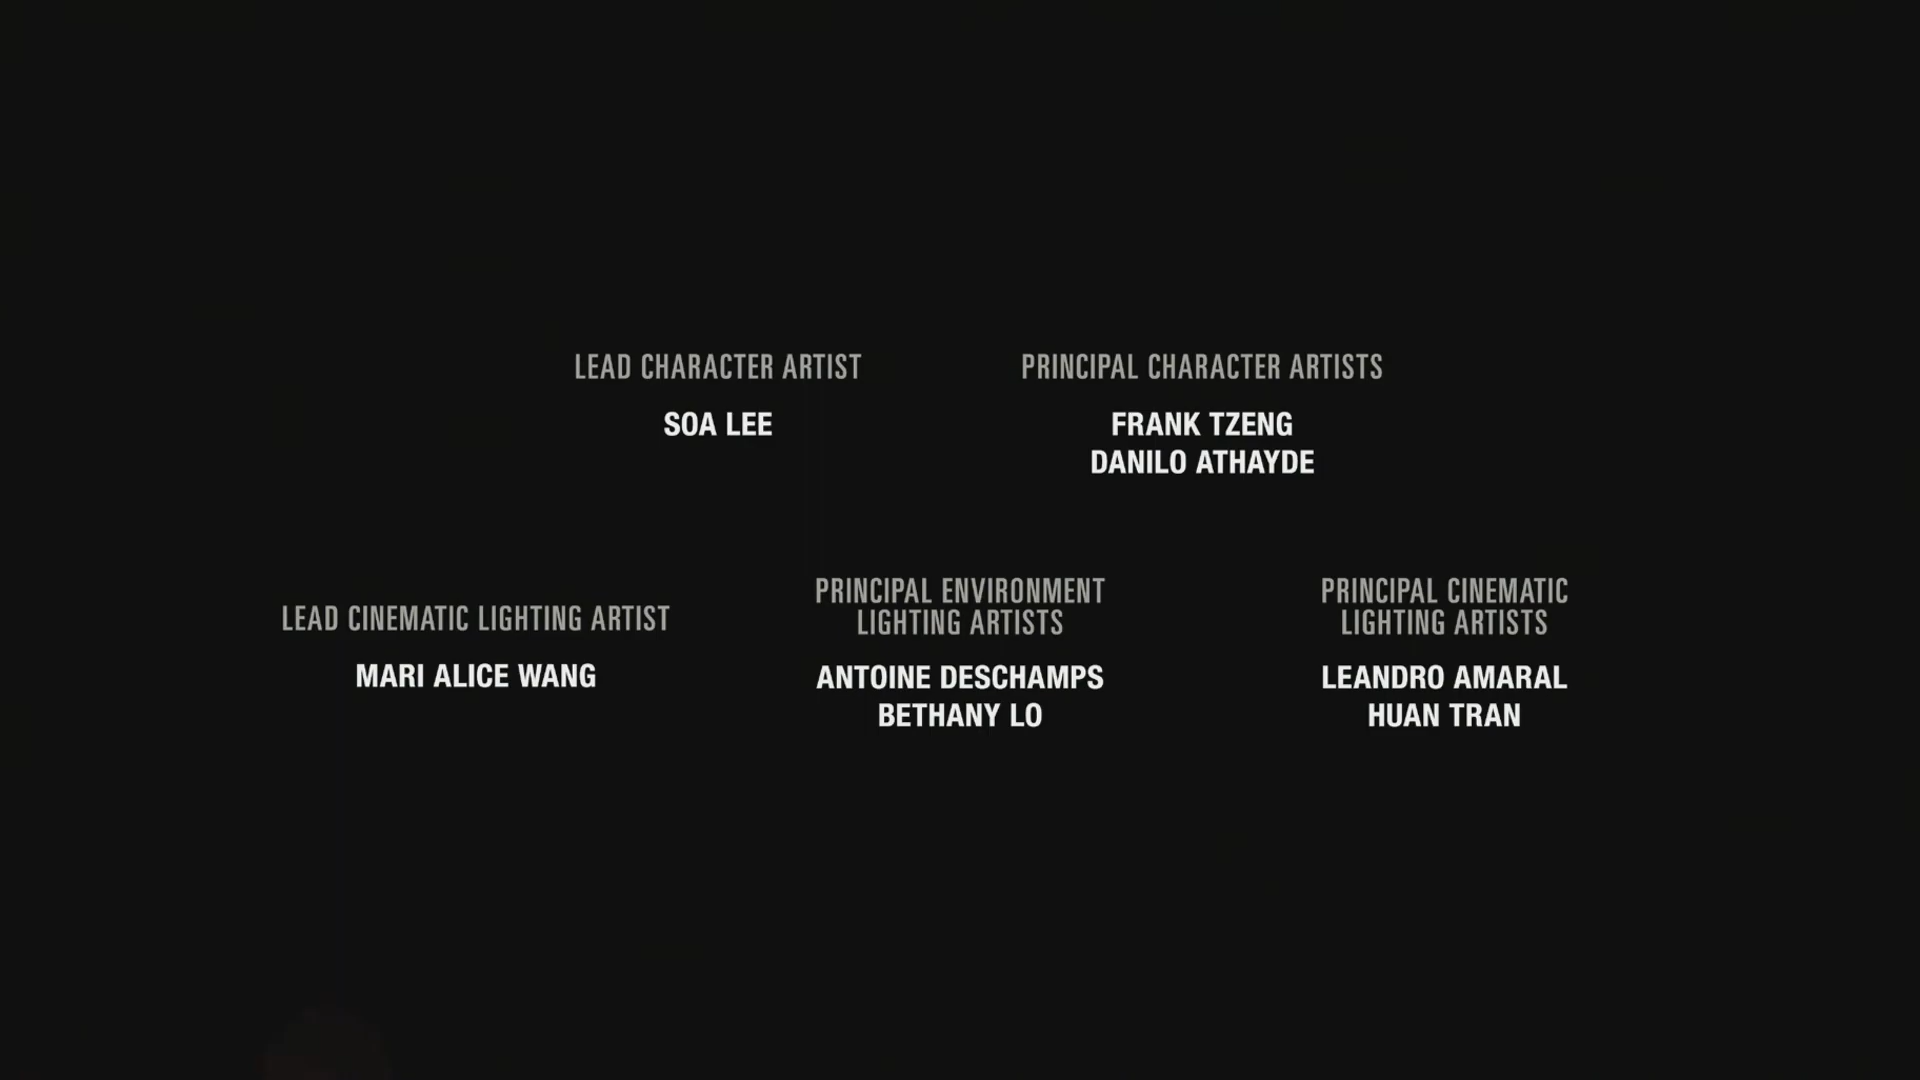 LEAD CHARACTER ARTIST
SOA LEE
PRINCIPAL CHARACTER ARTISTS
FRANK TZENG
DANILO ATHAYDE
LEAD CINEMATIC LIGHTING ARTIST
MARI ALICE WANG
PRINCIPAL ENVIRONMENT
LIGHTING ARTISTS
ANTOINE DESCHAMPS
BETHANY LO
PRINCIPAL CINEMATIC
LIGHTING ARTISTS
LEANDRO AMARAL
HUAN TRAN